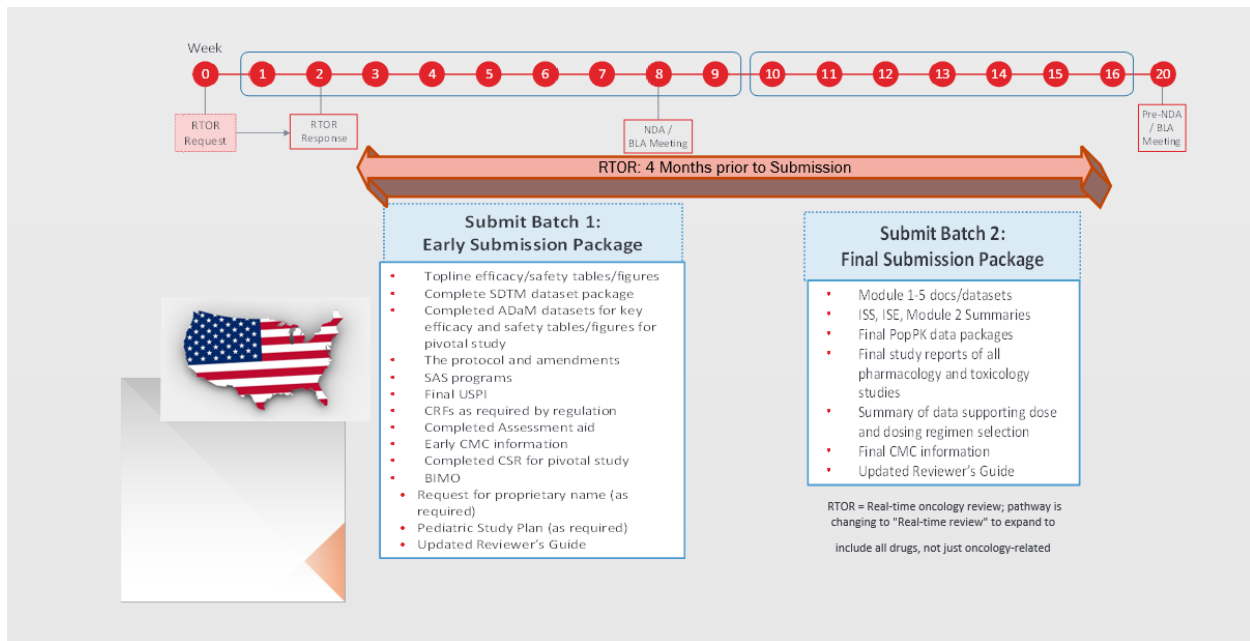 Week
0 1 2 3 4 5 6 7 8 9 10 11 12 13 14 15 16 20
RTOR
Request
RTOR
Response
NDA /
BLA Meeting
Pre-NDA
/ BLA
Meeting
RTOR: 4 Months prior to Submission
Submit Batch 1:
Early Submission Package
• Topline efficacy/safety tables/figures
• Complete SDTM dataset package
• Completed ADaM datasets for key
efficacy and safety tables/figures for
pivotal study
• The protocol and amendments
• SAS programs
• Final USPI
• CRFs as required by regulation
• Completed Assessment aid
• Early CMC information
• Completed CSR for pivotal study
• BIMO
• Request for proprietary name (as
required)
• Pediatric Study Plan (as required)
• Updated Reviewer's Guide
Submit Batch 2:
Final Submission Package
• Module 1-5 docs/datasets
• ISS, ISE, Module 2 Summaries
• Final PopPK data packages
• Final study reports of all
pharmacology and toxicology
studies
• Summary of data supporting dose
and dosing regimen selection
• Final CMC information
• Updated Reviewer's Guide
RTOR = Real-time oncology review; pathway is
changing to "Real-time review" to expand to
include all drugs, not just oncology-related